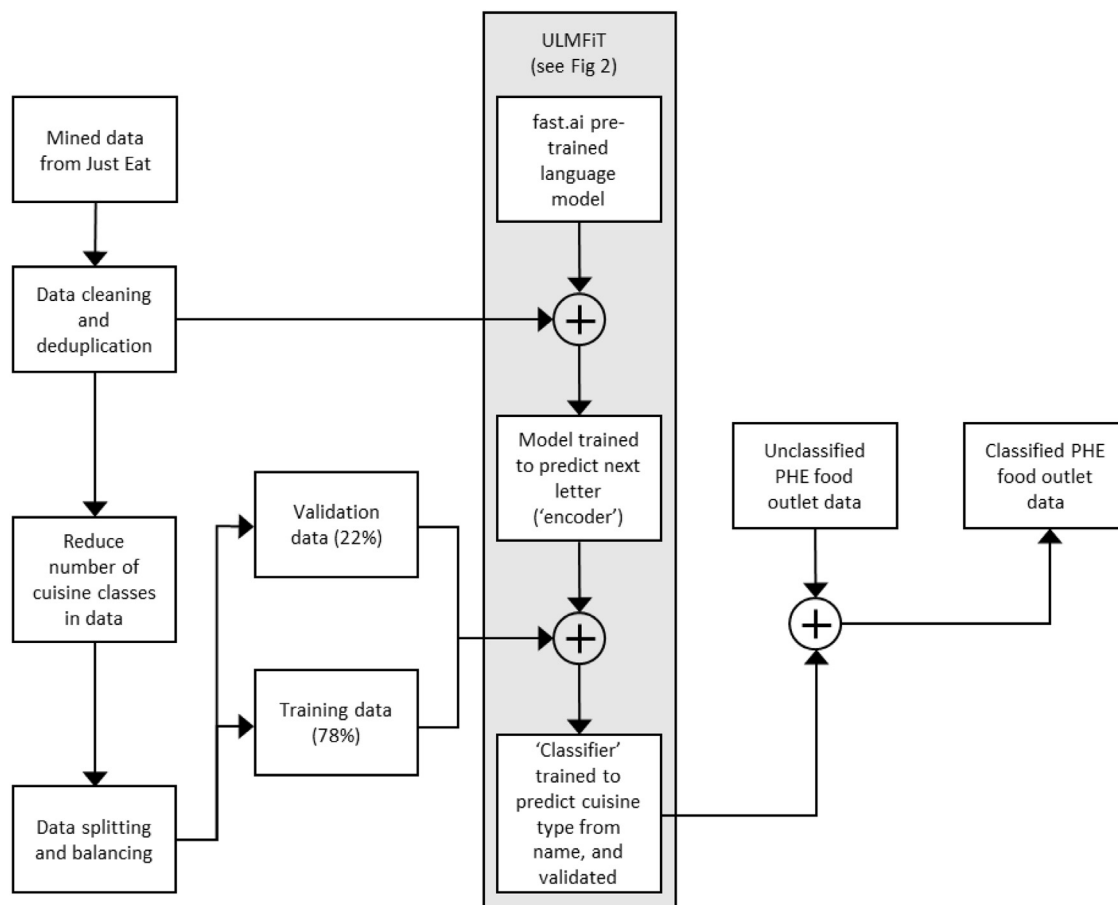 ULMFiT
(see Fig 2)
Mined data
from Just Eat
fast.ai pre-
trained
language
model
Data cleaning
and
deduplication
+
Model trained
to predict next
letter
(‘encoder’)
Unclassified
PHE food
outlet data
Classified PHE
food outlet
data
Validation
data (22%)
Reduce
number of
cuisine classes
in data
+
+
Training data
(78%)
‘Classifier’
trained to
predict cuisine
type from
name, and
validated
Data splitting
and balancing